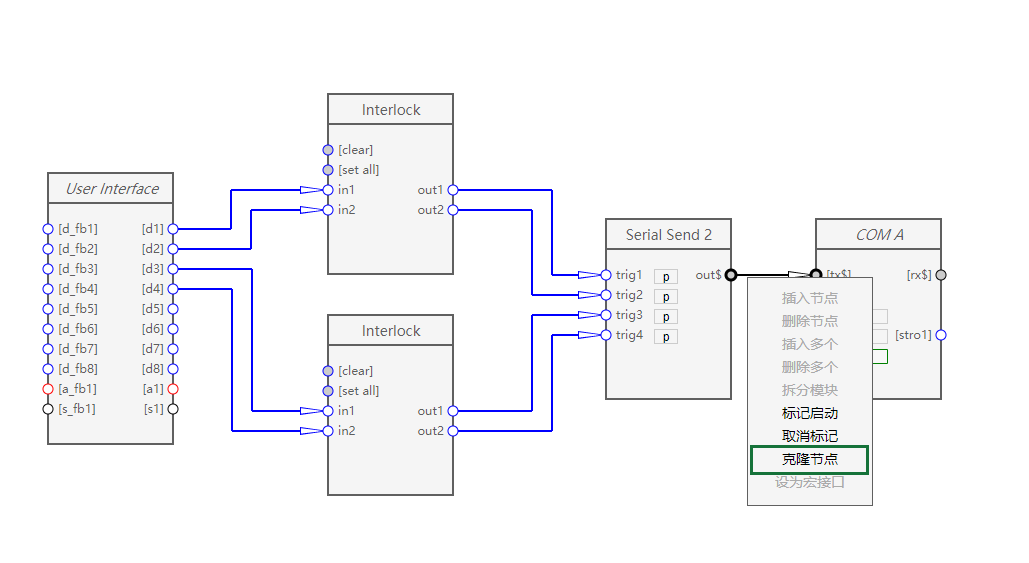 User Interface
[d_fb1] [d1]
[d_fb2] [d2]
[d_fb3] [d3]
[d_fb4] [d4]
[d_fb5] [d5]
[d_fb6] [d6]
[d_fb7] [d7]
[d_fb8] [d8]
[a_fb1] [a1]
[s_fb1] [s1]
Interlock
[clear]
[set all]
in1 out1
in2 out2
Interlock
[clear]
[set all]
in1 out1
in2 out2
Serial Send 2
trig1 p out$
trig2 p
trig3 p
trig4 p
COM A
[tx$] [rx$]
[stro1]
插入节点
删除节点
插入多个
删除多个
拆分模块
标记启动
取消标记
克隆节点
设为宏接口